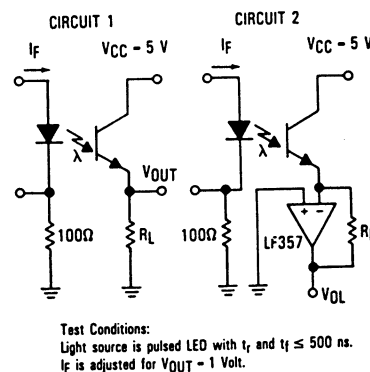 CIRCUIT 1
CIRCUIT 2
IF
VCC - 5 V
IF
VCC - 5 V
λ
λ
VOUT
100Ω
RL
100Ω
+ -
LF357
R
VOL
Test Conditions:
Light source is pulsed LED with tr and tf ≤ 500 ns.
IF is adjusted for VOUT - 1 Volt.